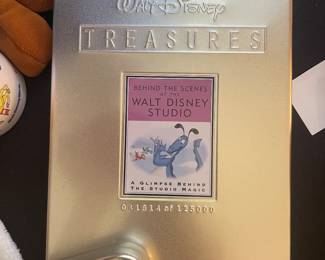 WALT DISNEY
TREASURES
BEHIND THE SCENES
AT THE
WALT DISNEY
STUDIO
A GLIMPSE BEHIND
THE STUDIO MAGIC
of 125000